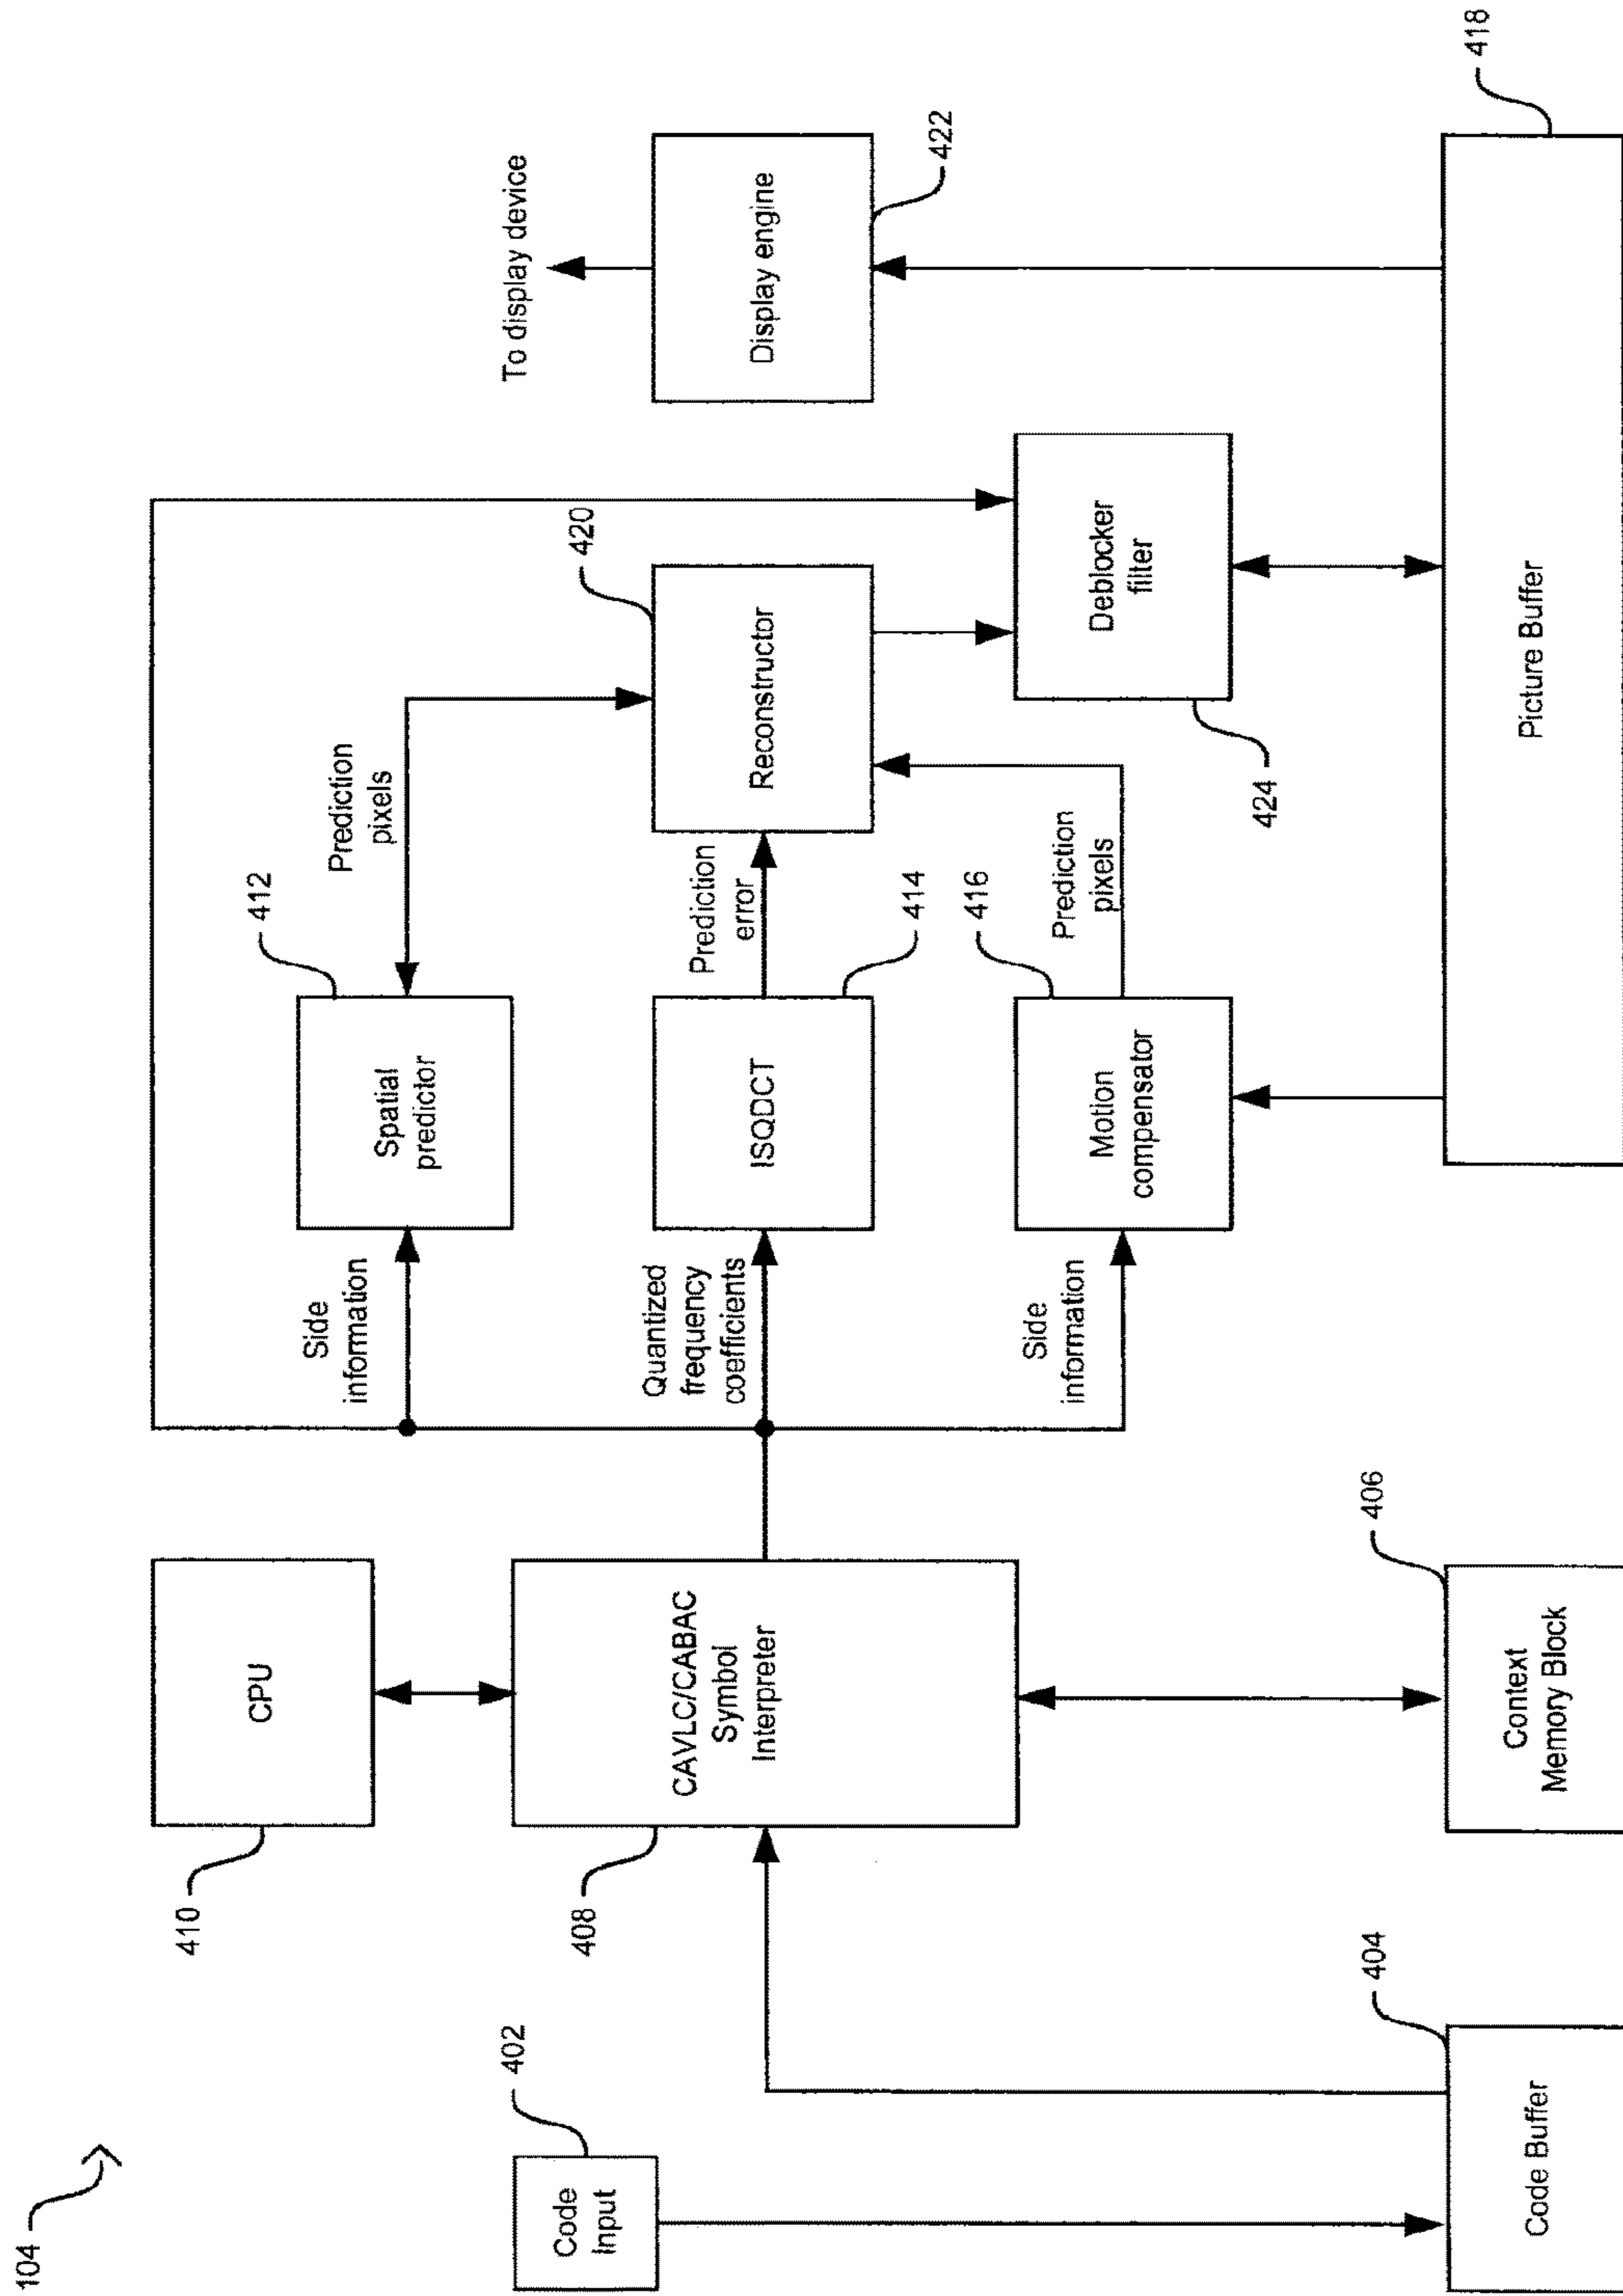 104
Code
Input
402
Code Buffer
404
CPU
410
CAVLC/CABAC
Symbol
Interpreter
408
Context
Memory Block
406
Side
information
Quantized
frequency
coefficients
Side
information
Spatial
predictor
412
ISQDCT
414
Motion
compensator
416
Prediction
pixels
Prediction
error
Prediction
pixels
Reconstructor
420
Deblocker
filter
424
To display device
Display engine
422
Picture Buffer
418